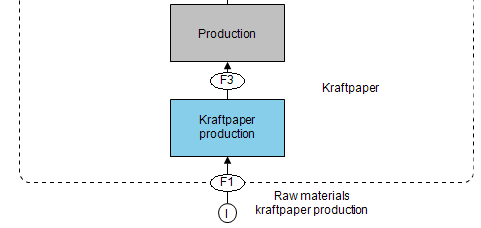 Production
F3
Kraftpaper
Kraftpaper
production
F1
Raw materials
kraftpaper production
I